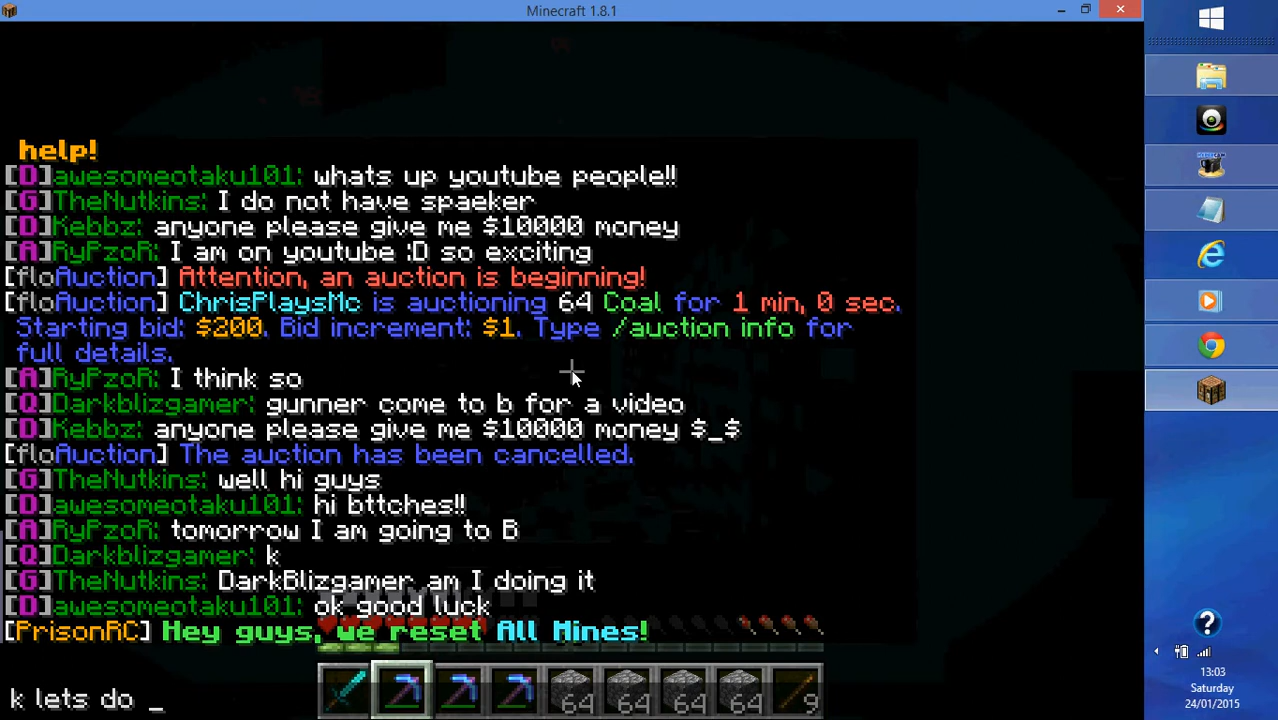 Minecraft 1.8.1
help!
[D]awesomeotaku101: whats up youtube people!!
[G]TheNutkins: I do not have spaeker
[D]Kebbz: anyone please give me $10000 money
[A]RyPzoR: I am on youtube :D so exciting
[floAuction] Attention, an auction is beginning!
[floAuction] ChrisPlaysMc is auctioning 64 Coal for 1 min, 0 sec.
Starting bid: $200. Bid increment: $1. Type /auction info for
full details.
[A]RyPzoR: I think so
[Q]Darkblizgamer: gunner come to b for a video
[D]Kebbz: anyone please give me $10000 money $_$
[floAuction] The auction has been cancelled.
[G]TheNutkins: well hi guys
[D]awesomeotaku101: hi bttches!!
[A]RyPzoR: tomorrow I am going to B
[Q]Darkblizgamer: k
[G]TheNutkins: DarkBlizgamer am I doing it
[D]awesomeotaku101: ok good luck
[PrisonRC] Hey guys, we reset All Mines!
64 64 64 64 9
k lets do _
13:03
Saturday
24/01/2015